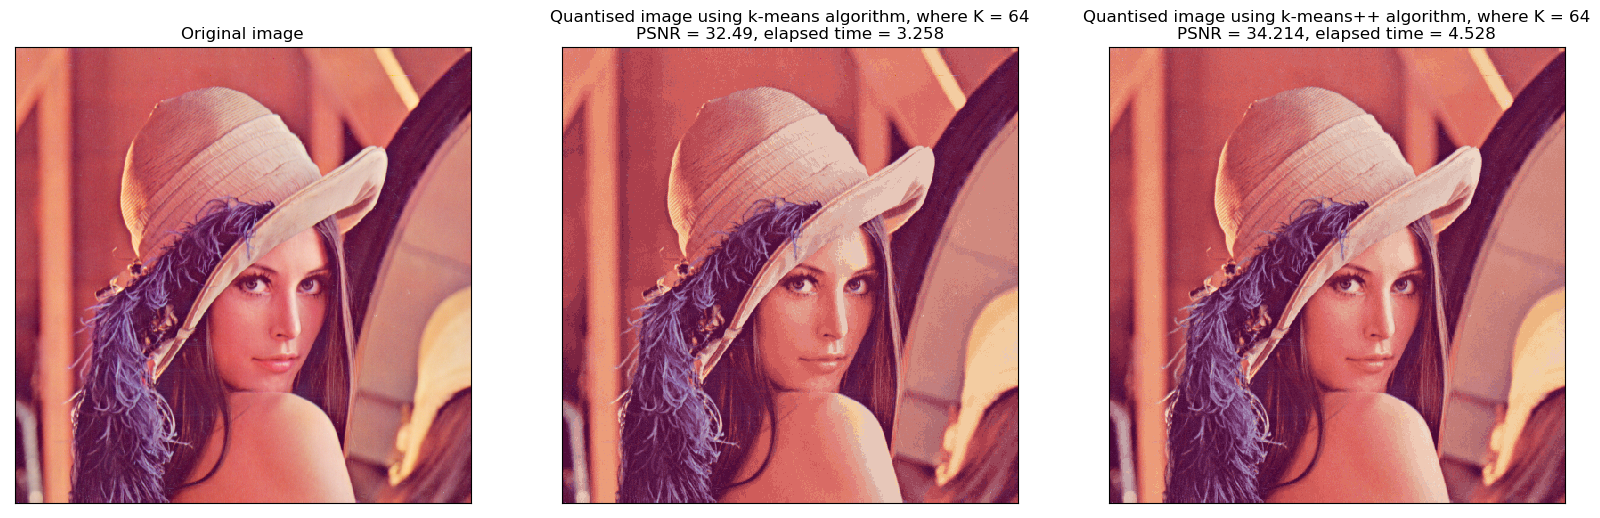 Original image
Quantised image using k-means algorithm, where K = 64
PSNR = 32.49, elapsed time = 3.258
Quantised image using k-means++ algorithm, where K = 64
PSNR = 34.214, elapsed time = 4.528